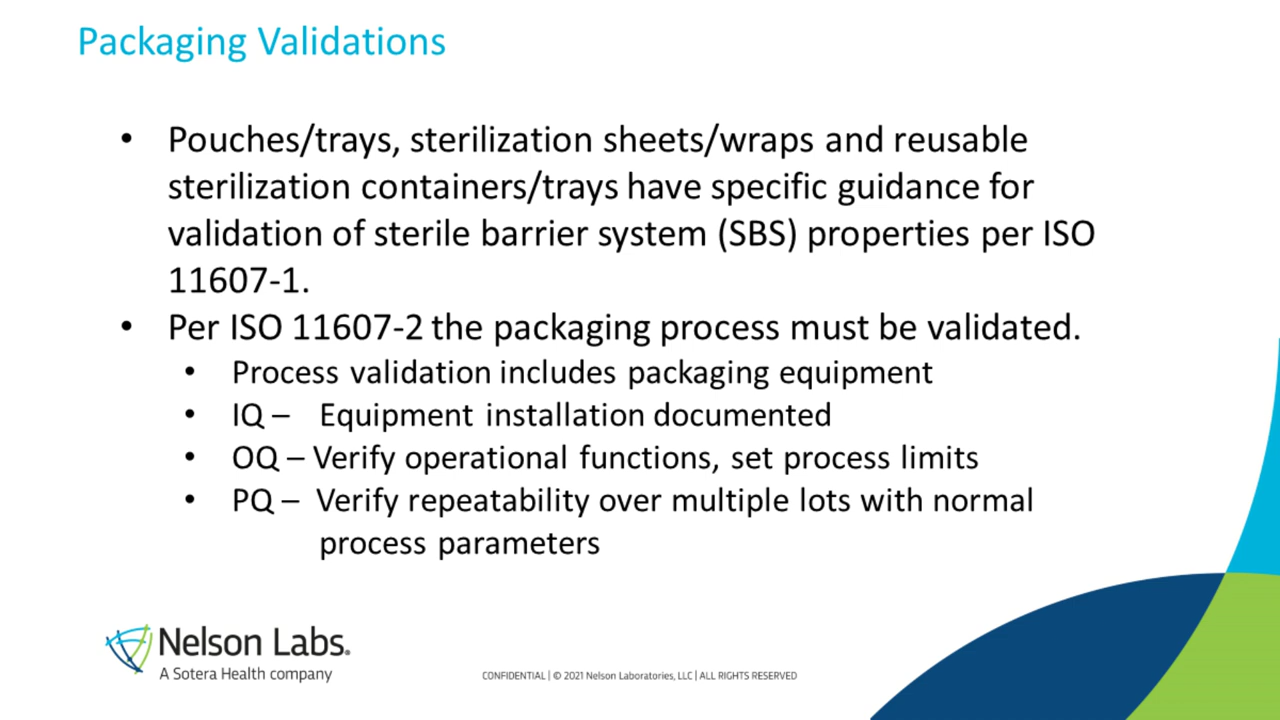 Packaging Validations
• Pouches/trays, sterilization sheets/wraps and reusable
sterilization containers/trays have specific guidance for
validation of sterile barrier system (SBS) properties per ISO
11607-1.
• Per ISO 11607-2 the packaging process must be validated.
• Process validation includes packaging equipment
• IQ – Equipment installation documented
• OQ – Verify operational functions, set process limits
• PQ – Verify repeatability over multiple lots with normal
process parameters
Nelson Labs.®
A Sotera Health company
CONFIDENTIAL | © 2021 Nelson Laboratories, LLC | ALL RIGHTS RESERVED